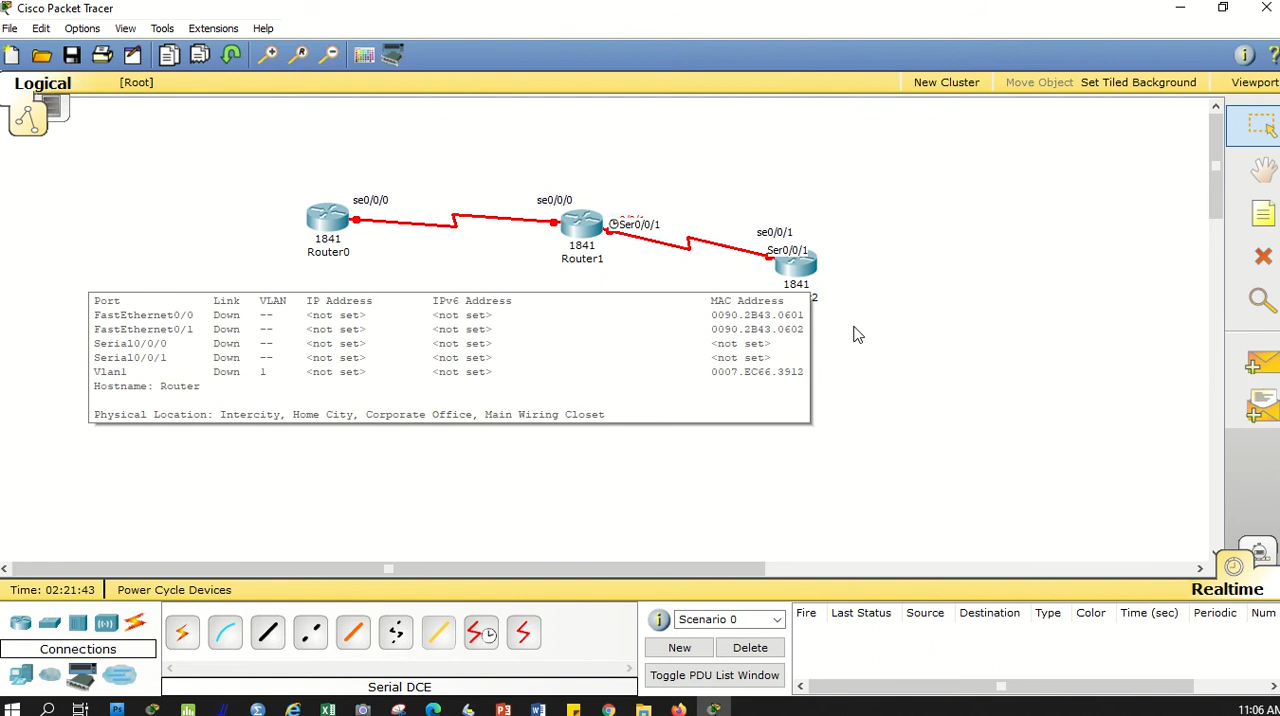 Cisco Packet Tracer
File Edit Options View Tools Extensions Help
Logical [Root] New Cluster Move Object Set Tiled Background Viewport
se0/0/0 se0/0/0
Ser0/0/1
se0/0/1
1841 1841 Ser0/0/1
Router0 Router1
1841
2
Port Link VLAN IP Address IPv6 Address MAC Address
FastEthernet0/0 Down -- <not set> <not set> 0090.2B43.0601
FastEthernet0/1 Down -- <not set> <not set> 0090.2B43.0602
Serial0/0/0 Down -- <not set> <not set> <not set>
Serial0/0/1 Down -- <not set> <not set> <not set>
Vlan1 Down 1 <not set> <not set> 0007.EC66.3912
Hostname: Router
Physical Location: Intercity, Home City, Corporate Office, Main Wiring Closet
Time: 02:21:43 Power Cycle Devices Realtime
Scenario 0 Fire Last Status Source Destination Type Color Time (sec) Periodic Num
Connections New Delete
Toggle PDU List Window
Serial DCE
11:06 AM